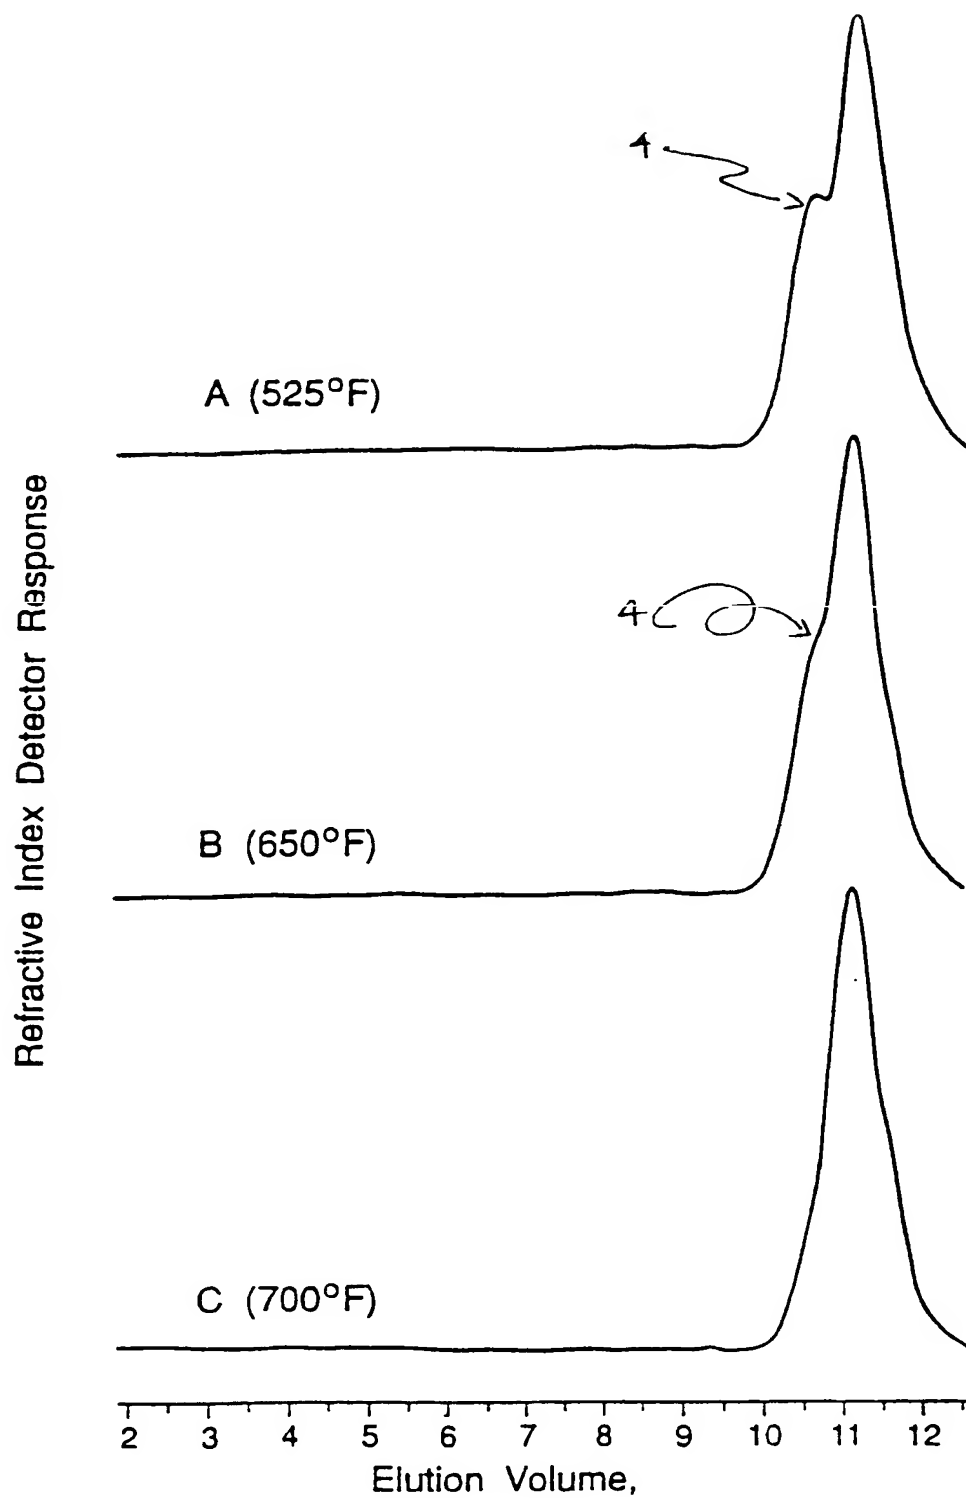 4
A (525°F)
4
B (650°F)
C (700°F)
Refractive Index Detector Response
2 3 4 5 6 7 8 9 10 11 12
Elution Volume,